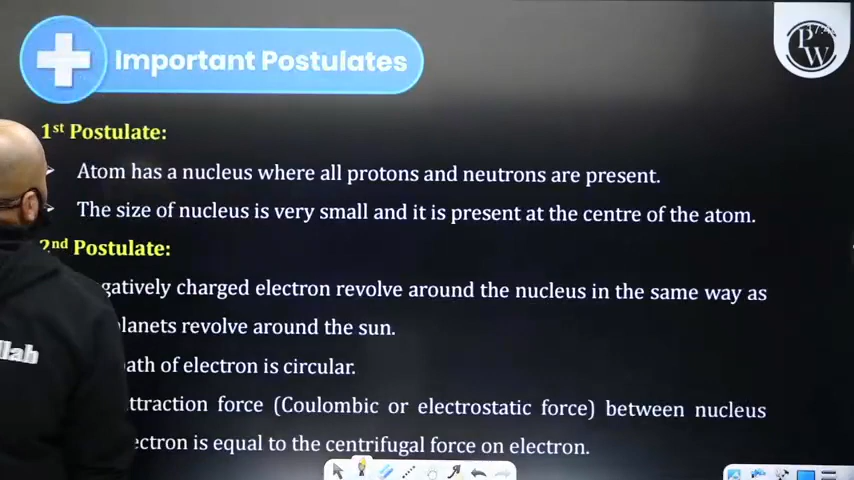 Important Postulates
PW
1st Postulate:
Atom has a nucleus where all protons and neutrons are present.
The size of nucleus is very small and it is present at the centre of the atom.
2nd Postulate:
gatively charged electron revolve around the nucleus in the same way as
planets revolve around the sun.
ath of electron is circular.
llah
ttraction force (Coulombic or electrostatic force) between nucleus
ectron is equal to the centrifugal force on electron.